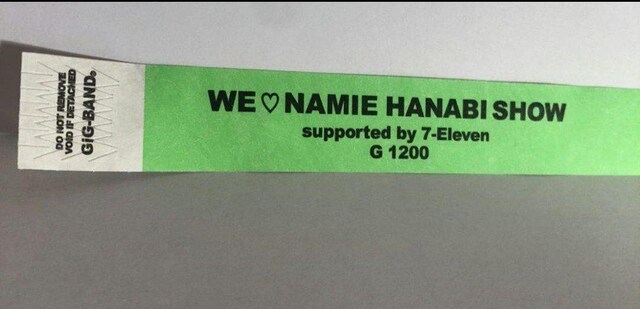 DO NOT REMOVE
VOID IF DETACHED
GiG-BAND®
WE ♡ NAMIE HANABI SHOW
supported by 7-Eleven
G 1200